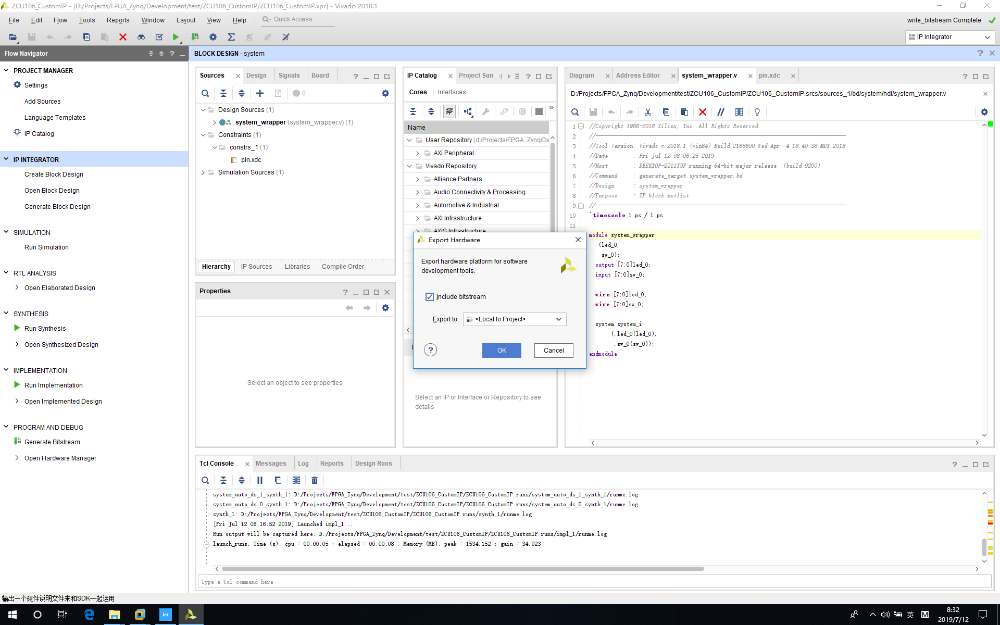 ZCU106_CustomIP - [D:/Projects/FPGA_Zynq/Development/test/ZCU106_CustomIP/ZCU106_CustomIP.xpr] - Vivado 2018.1
File Edit Flow Tools Reports Window Layout View Help Quick Access
write_bitstream Complete
IP Integrator
Flow Navigator
PROJECT MANAGER
Settings
Add Sources
Language Templates
IP Catalog
IP INTEGRATOR
Create Block Design
Open Block Design
Generate Block Design
SIMULATION
Run Simulation
RTL ANALYSIS
Open Elaborated Design
SYNTHESIS
Run Synthesis
Open Synthesized Design
IMPLEMENTATION
Run Implementation
Open Implemented Design
PROGRAM AND DEBUG
Generate Bitstream
Open Hardware Manager
BLOCK DESIGN - system
Sources Design Signals Board
0
Design Sources (1)
system_wrapper (system_wrapper.v) (1)
Constraints (1)
constrs_1 (1)
pin.xdc
Simulation Sources (1)
Hierarchy IP Sources Libraries Compile Order
Properties
Select an object to see properties
IP Catalog Project Sun
Cores | Interfaces
Name
User Repository (d:/Projects/FPGA_Zynq/De
AXI Peripheral
Vivado Repository
Alliance Partners
Audio Connectivity & Processing
Automotive & Industrial
AXI Infrastructure
AXIS Infrastructure
Select an IP or Interface or Repository to see
details
Export Hardware
Export hardware platform for software
development tools.
Include bitstream
Export to: <Local to Project>
? OK Cancel
Diagram Address Editor system_wrapper.v pin.xdc
D:/Projects/FPGA_Zynq/Development/test/ZCU106_CustomIP/ZCU106_CustomIP.srcs/sources_1/bd/system/hdl/system_wrapper.v
1 //Copyright 1986-2018 Xilinx, Inc. All Rights Reserved.
2 //
3 //Tool Version: Vivado v.2018.1 (win64) Build 2188600 Wed Apr 4 18:40:38 MDT 2018
4 //Date : Fri Jul 12 08:06:25 2019
5 //Host : DESKTOP-2I11TUF running 64-bit major release (build 9200)
6 //Command : generate_target system_wrapper.bd
7 //Design : system_wrapper
8 //Purpose : IP block netlist
9 //
10 `timescale 1 ps / 1 ps
11
module system_wrapper
(led_0,
sw_0);
output [7:0]led_0;
input [7:0]sw_0;
wire [7:0]led_0;
wire [7:0]sw_0;
system system_i
(.led_0(led_0),
.sw_0(sw_0));
endmodule
Tcl Console Messages Log Reports Design Runs
system_auto_ds_1_synth_1: D:/Projects/FPGA_Zynq/Development/test/ZCU106_CustomIP/ZCU106_CustomIP.runs/system_auto_ds_1_synth_1/runme.log
system_auto_ds_0_synth_1: D:/Projects/FPGA_Zynq/Development/test/ZCU106_CustomIP/ZCU106_CustomIP.runs/system_auto_ds_0_synth_1/runme.log
synth_1: D:/Projects/FPGA_Zynq/Development/test/ZCU106_CustomIP/ZCU106_CustomIP.runs/synth_1/runme.log
[Fri Jul 12 08:16:52 2019] Launched impl_1...
Run output will be captured here: D:/Projects/FPGA_Zynq/Development/test/ZCU106_CustomIP/ZCU106_CustomIP.runs/impl_1/runme.log
launch_runs: Time (s): cpu = 00:00:05 ; elapsed = 00:00:08 . Memory (MB): peak = 1534.152 ; gain = 34.023
Type a Tcl command here
输出一个硬件说明文件来和SDK一起运用
英 M 8:32
2019/7/12